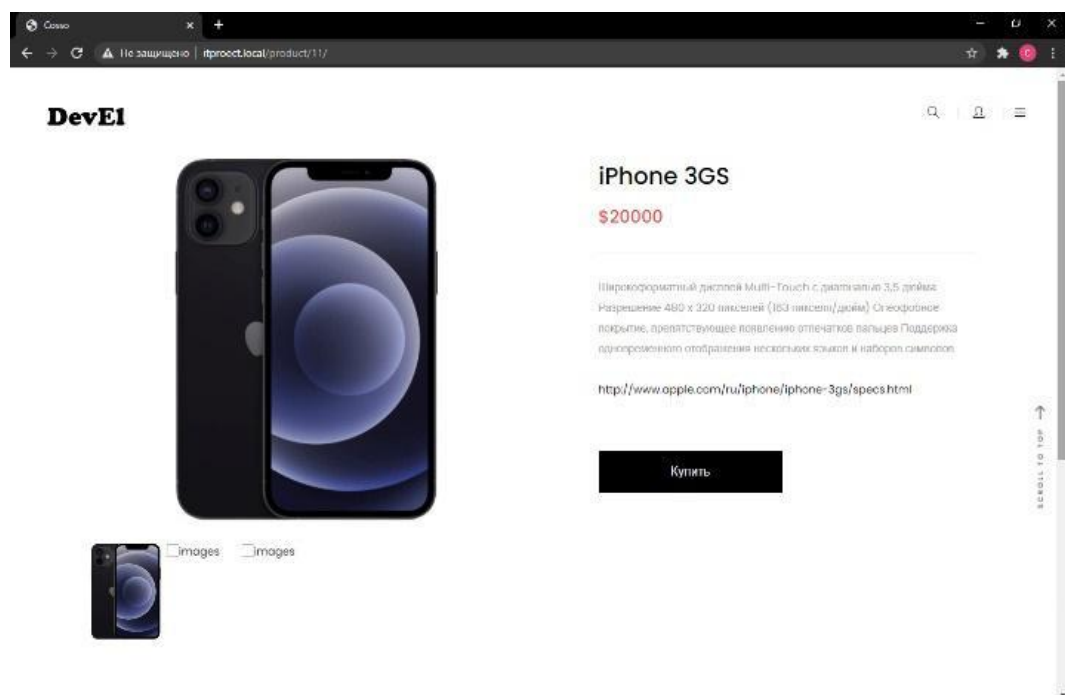 Cosso
Не защищено | itproect.local/product/11/
DevEl
iPhone 3GS
$20000
Широкоформатный дисплей Multi-Touch с диагональю 3,5 дюйма
Разрешение 480 x 320 пикселей (163 пикселя/дюйм) Олеофобное
покрытие, препятствующее появлению отпечатков пальцев Поддержка
одновременного отображения нескольких языков и наборов символов
http://www.apple.com/ru/iphone/iphone-3gs/specs.html
Купить
SCROLL TO TOP
images images